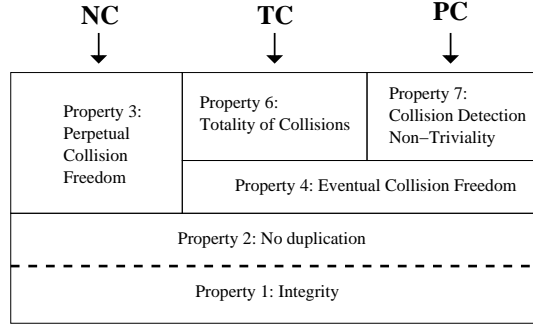 NC TC PC
Property 3:
Perpetual
Collision
Freedom
Property 6:
Totality of Collisions
Property 7:
Collision Detection
Non−Triviality
Property 4: Eventual Collision Freedom
Property 2: No duplication
Property 1: Integrity